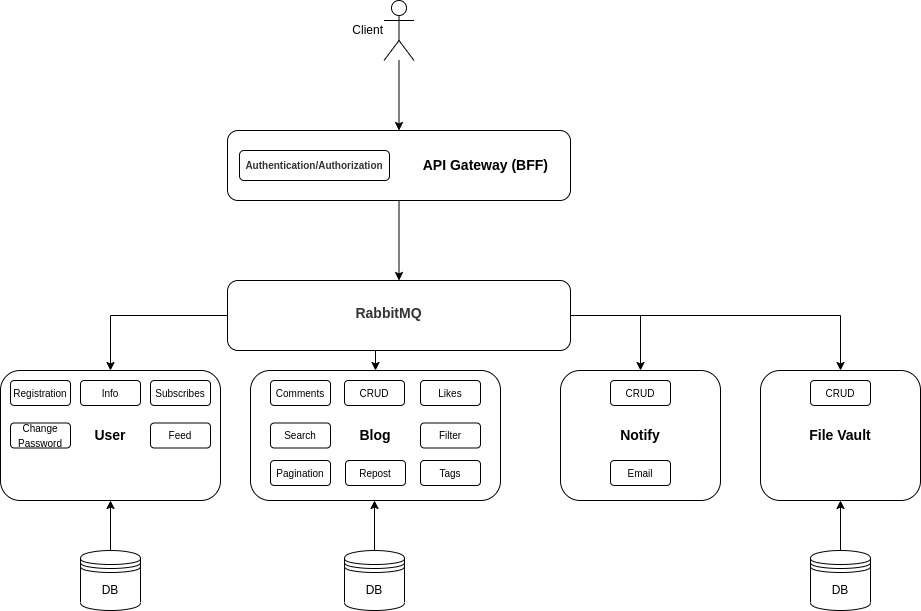 Client
Authentication/Authorization
API Gateway (BFF)
RabbitMQ
Registration
Info
Subscribes
Change
Password
User
Feed
Comments
CRUD
Likes
Search
Blog
Filter
Pagination
Repost
Tags
CRUD
Notify
Email
CRUD
File Vault
DB
DB
DB